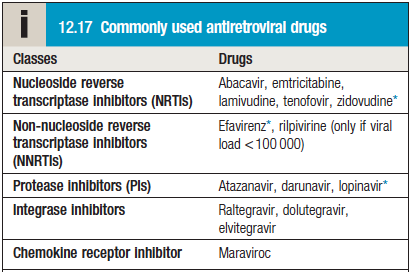 i
12.17 Commonly used antiretroviral drugs
Classes Drugs
Nucleoside reverse Abacavir, emtricitabine,
transcriptase inhibitors (NRTIs) lamivudine, tenofovir, zidovudine*
Non-nucleoside reverse Efavirenz*, rilpivirine (only if viral
transcriptase inhibitors load <100 000)
(NNRTIs)
Protease inhibitors (PIs) Atazanavir, darunavir, lopinavir*
Integrase inhibitors Raltegravir, dolutegravir,
elvitegravir
Chemokine receptor inhibitor Maraviroc